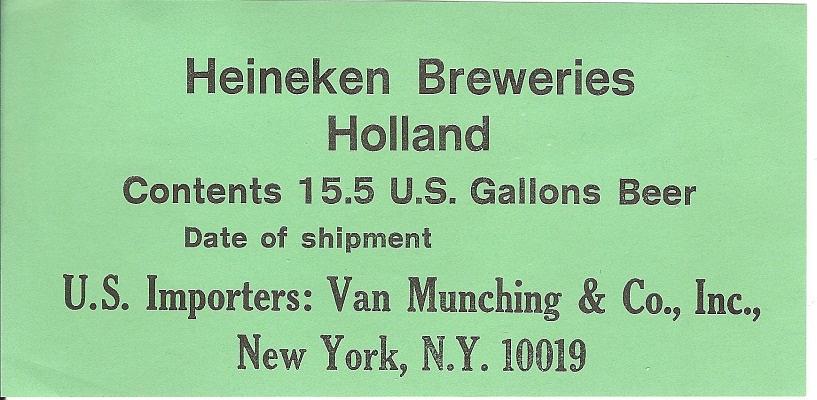 Heineken Breweries
Holland
Contents 15.5 U.S. Gallons Beer
Date of shipment
U.S. Importers: Van Munching & Co., Inc.,
New York, N.Y. 10019